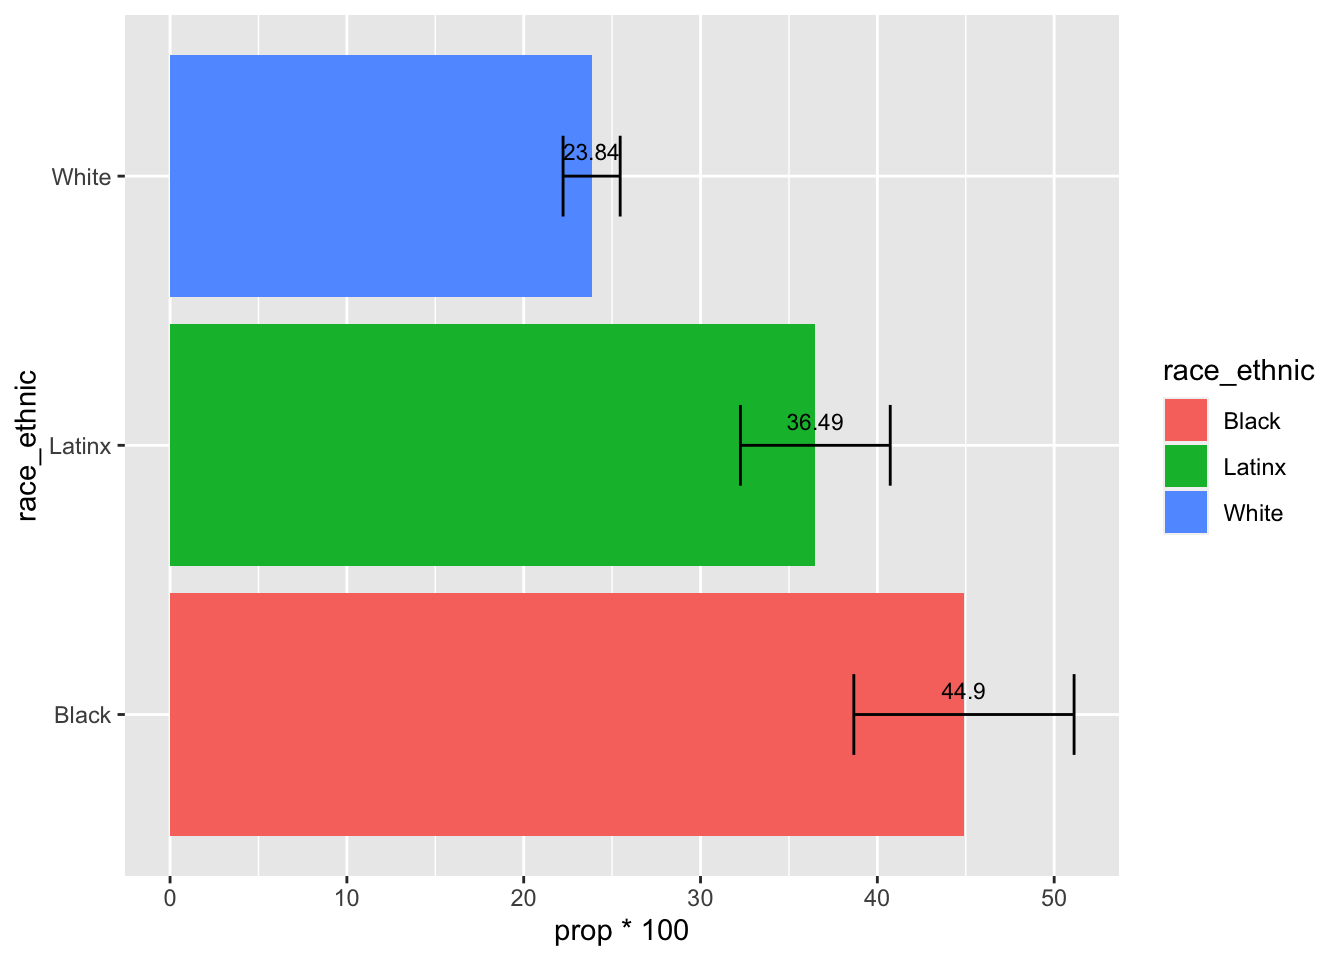 White
23.84
Latinx
36.49
Black
44.9
race_ethnic
0 10 20 30 40 50
prop * 100
race_ethnic
Black
Latinx
White